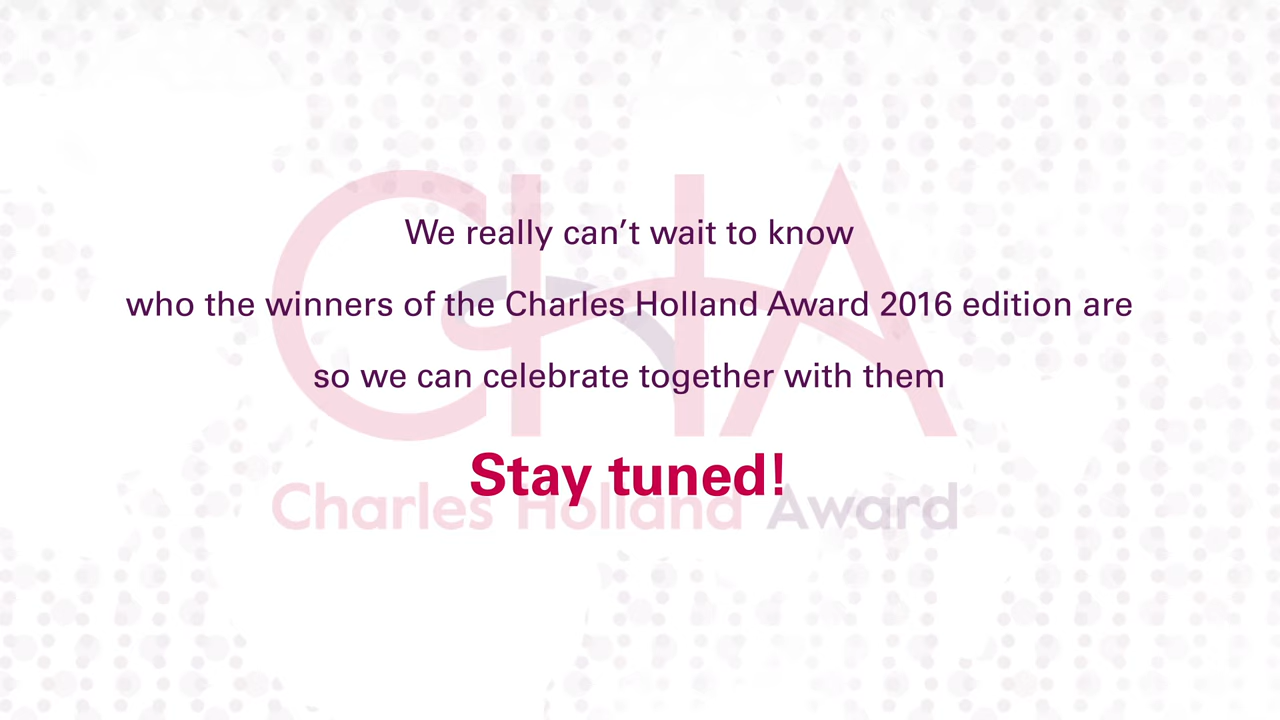 CHA
We really can’t wait to know
who the winners of the Charles Holland Award 2016 edition are
so we can celebrate together with them
Stay tuned!
Charles Holland Award